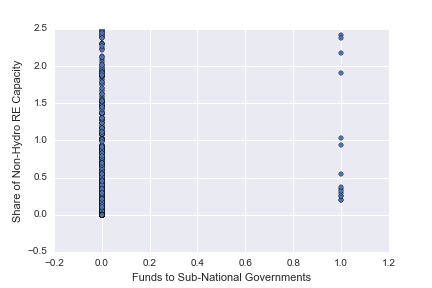 2.5
2.0
1.5
1.0
0.5
0.0
−0.5
−0.2 0.0 0.2 0.4 0.6 0.8 1.0 1.2
Share of Non-Hydro RE Capacity
Funds to Sub-National Governments